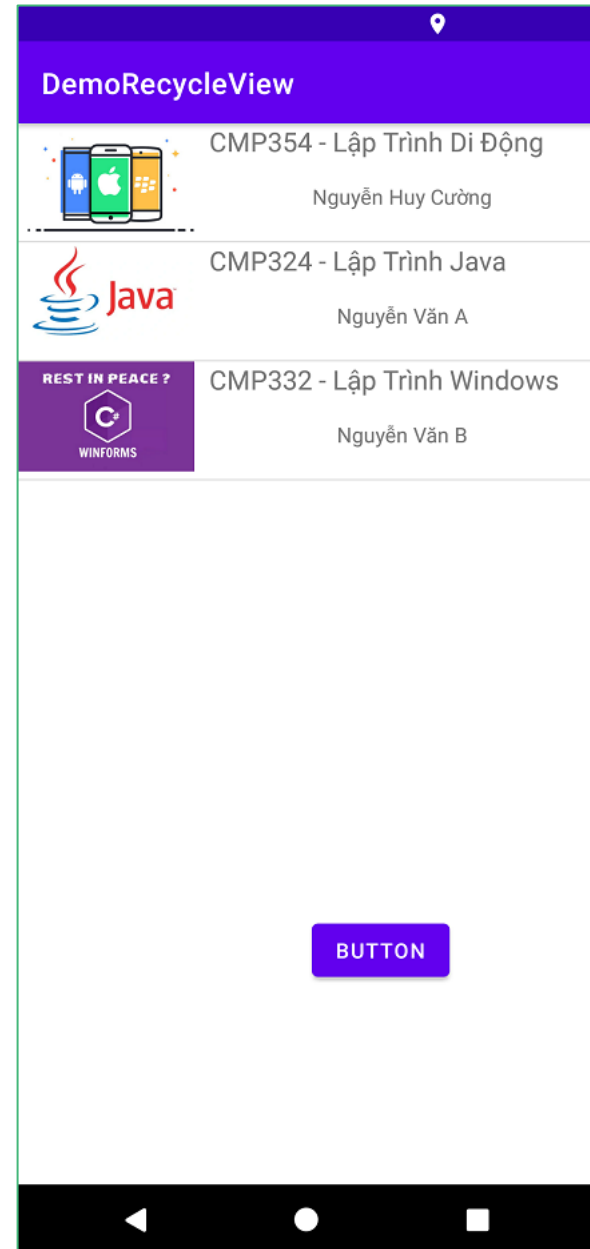 DemoRecycleView
CMP354 - Lập Trình Di Động
Nguyễn Huy Cường
Java
CMP324 - Lập Trình Java
Nguyễn Văn A
REST IN PEACE ?
C#
WINFORMS
CMP332 - Lập Trình Windows
Nguyễn Văn B
BUTTON